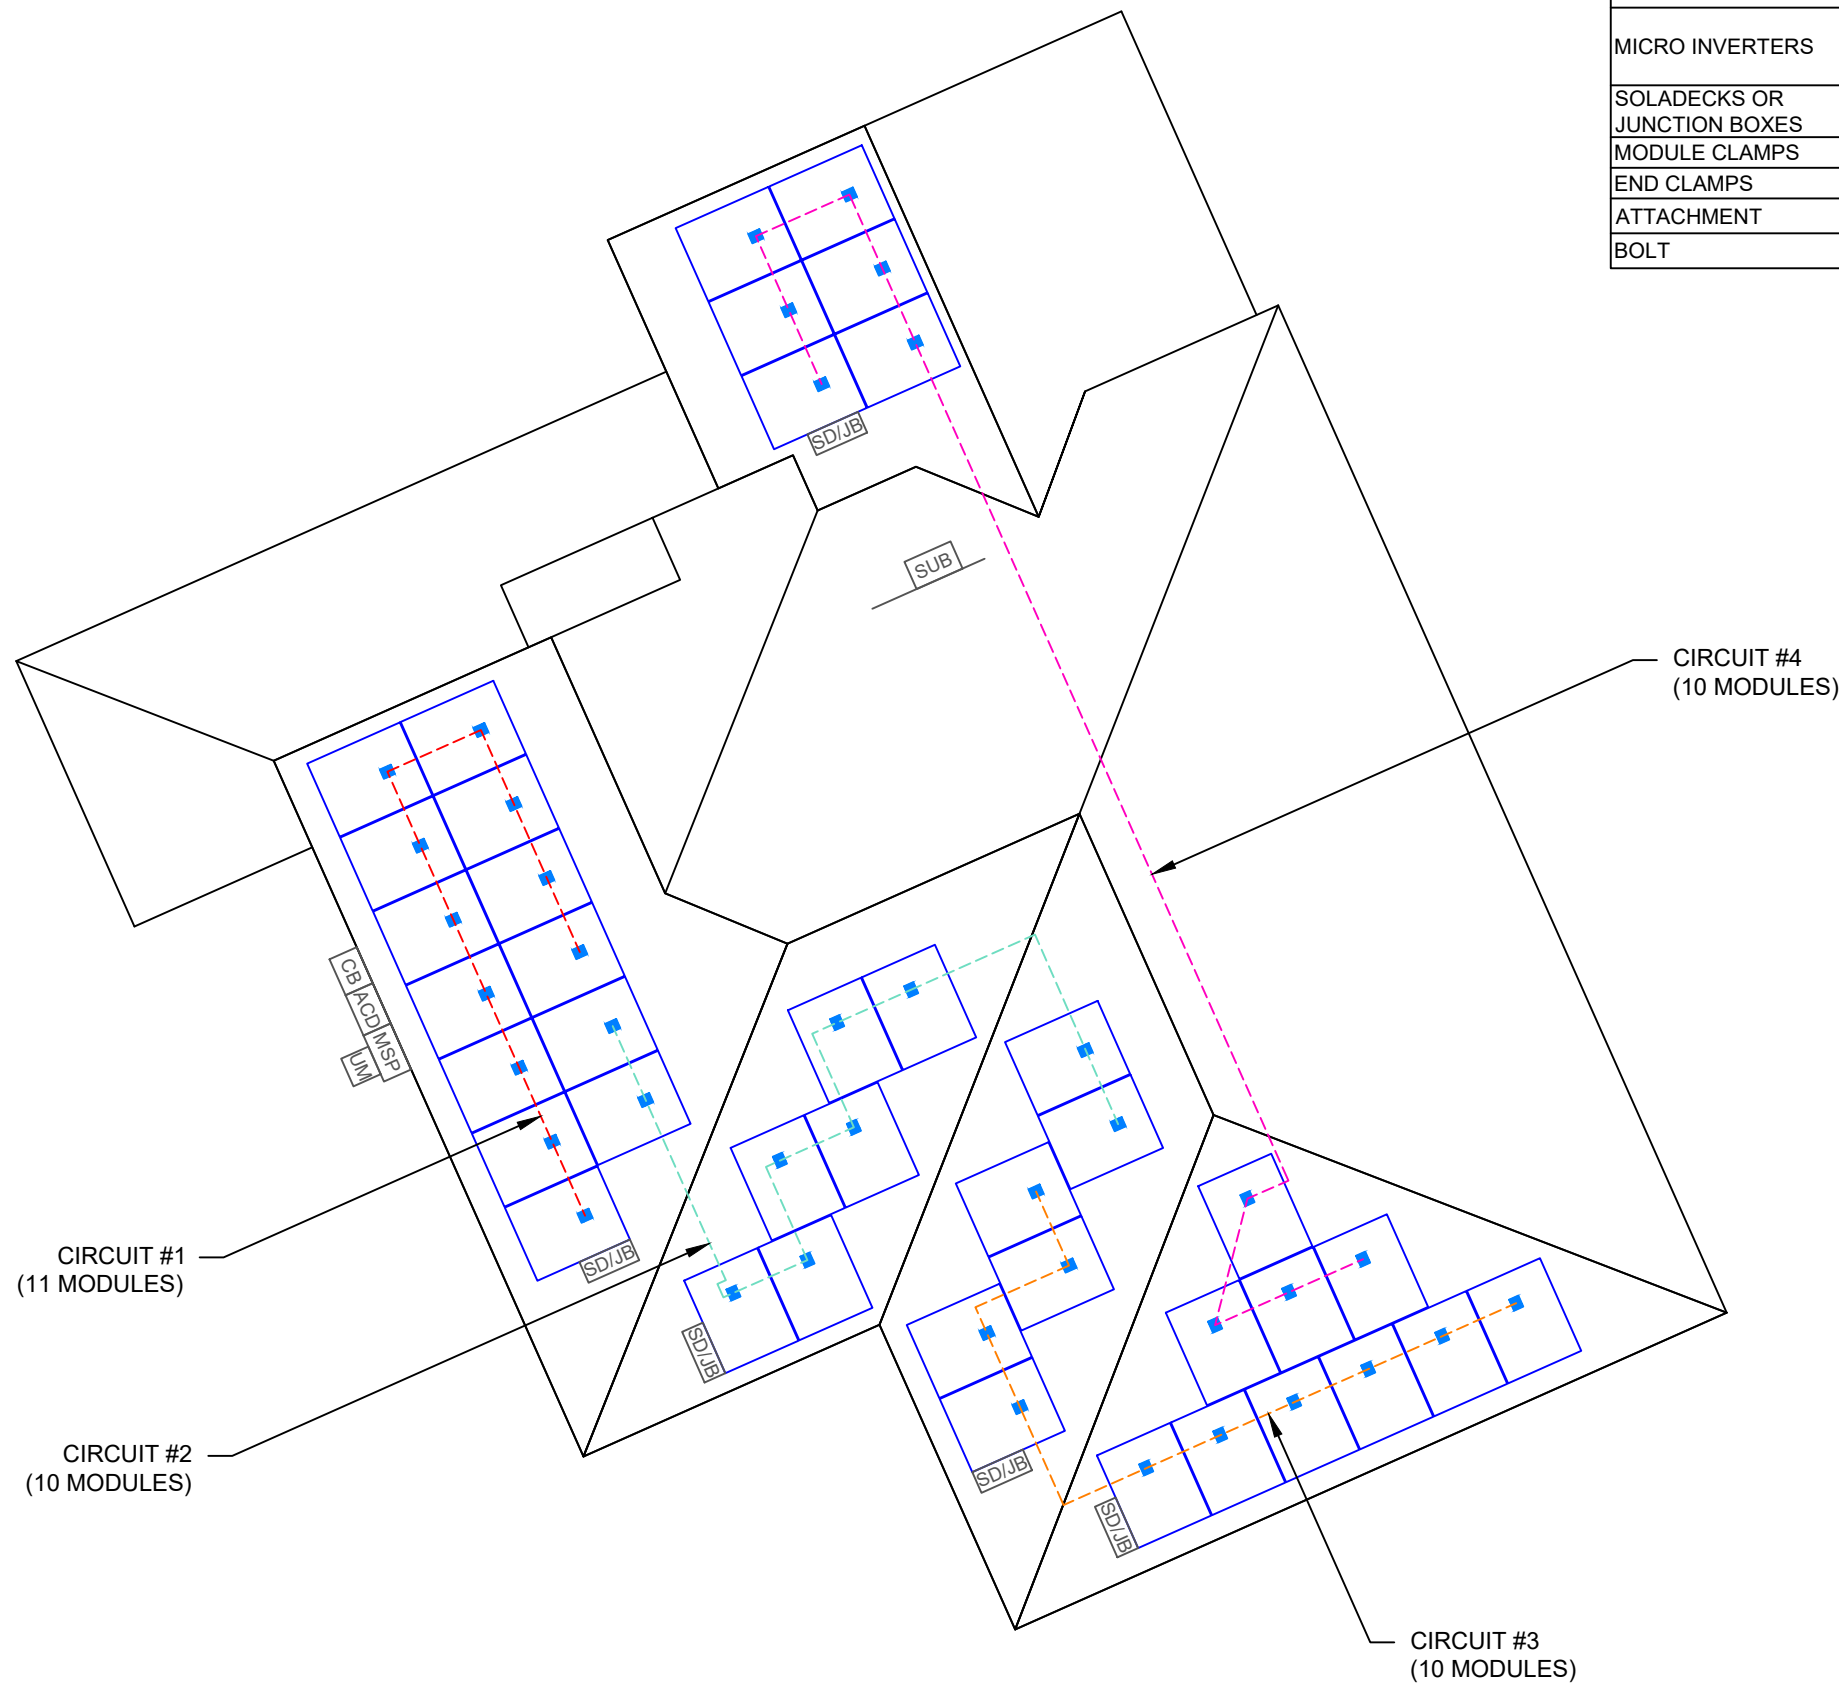 MICRO INVERTERS
SOLADECKS OR
JUNCTION BOXES
MODULE CLAMPS
END CLAMPS
ATTACHMENT
BOLT
SD/JB
SUB
CIRCUIT #4
(10 MODULES)
CB
ACD
MSP
UM
CIRCUIT #1
(11 MODULES)
SD/JB
SD/JB
CIRCUIT #2
(10 MODULES)
SD/JB
SD/JB
CIRCUIT #3
(10 MODULES)